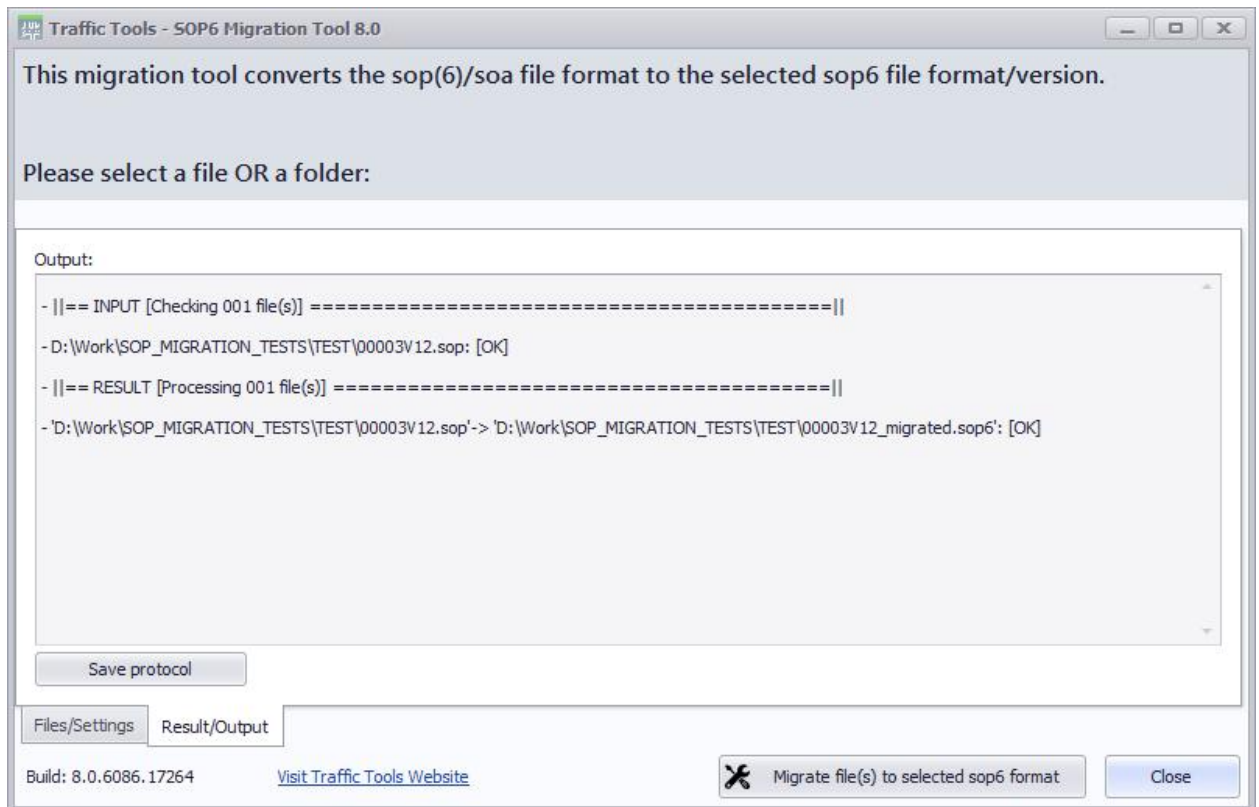 Traffic Tools - SOP6 Migration Tool 8.0
This migration tool converts the sop(6)/soa file format to the selected sop6 file format/version.
Please select a file OR a folder:
Output:
- ||== INPUT [Checking 001 file(s)] ==========================================||
- D:\Work\SOP_MIGRATION_TESTS\TEST\00003V12.sop: [OK]
- ||== RESULT [Processing 001 file(s)] ========================================||
- 'D:\Work\SOP_MIGRATION_TESTS\TEST\00003V12.sop'-> 'D:\Work\SOP_MIGRATION_TESTS\TEST\00003V12_migrated.sop6': [OK]
Save protocol
Files/Settings Result/Output
Build: 8.0.6086.17264 Visit Traffic Tools Website Migrate file(s) to selected sop6 format Close